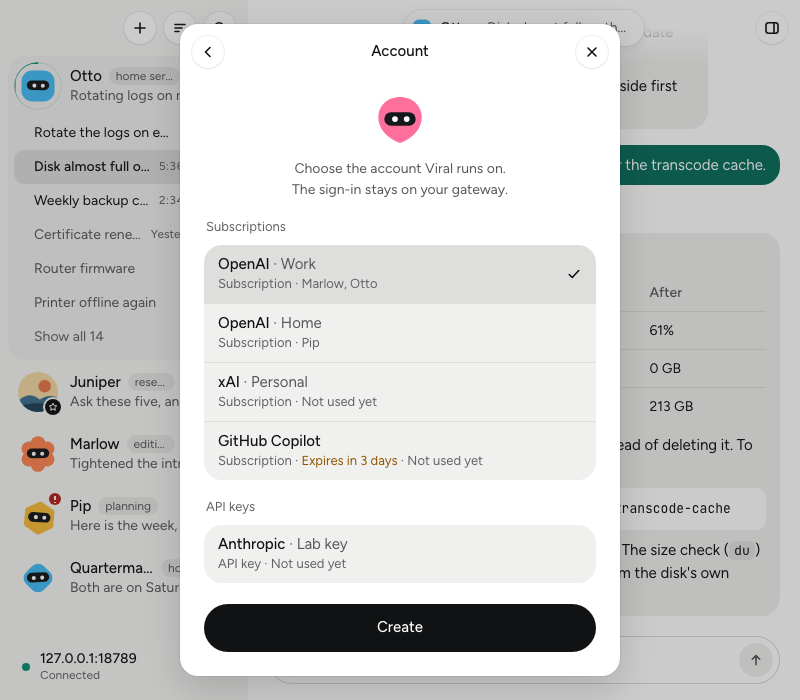 Account
Choose the account Viral runs on.
The sign-in stays on your gateway.
Subscriptions
OpenAI · Work
Subscription · Marlow, Otto
OpenAI · Home
Subscription · Pip
xAI · Personal
Subscription · Not used yet
GitHub Copilot
Subscription · Expires in 3 days · Not used yet
API keys
Anthropic · Lab key
API key · Not used yet
Create
Otto home ser...
Rotating logs on
Rotate the logs on e...
Disk almost full o... 5:36
Weekly backup c... 2:34
Certificate rene... Yeste
Router firmware
Printer offline again
Show all 14
Juniper rese...
Ask these five, an
Marlow editi...
Tightened the intr
Pip planning
Here is the week,
Quarterma... ho
Both are on Satur
127.0.0.1:18789
Connected
side first
the transcode cache.
After
61%
0 GB
213 GB
ead of deleting it. To
transcode-cache
The size check ( du )
m the disk's own